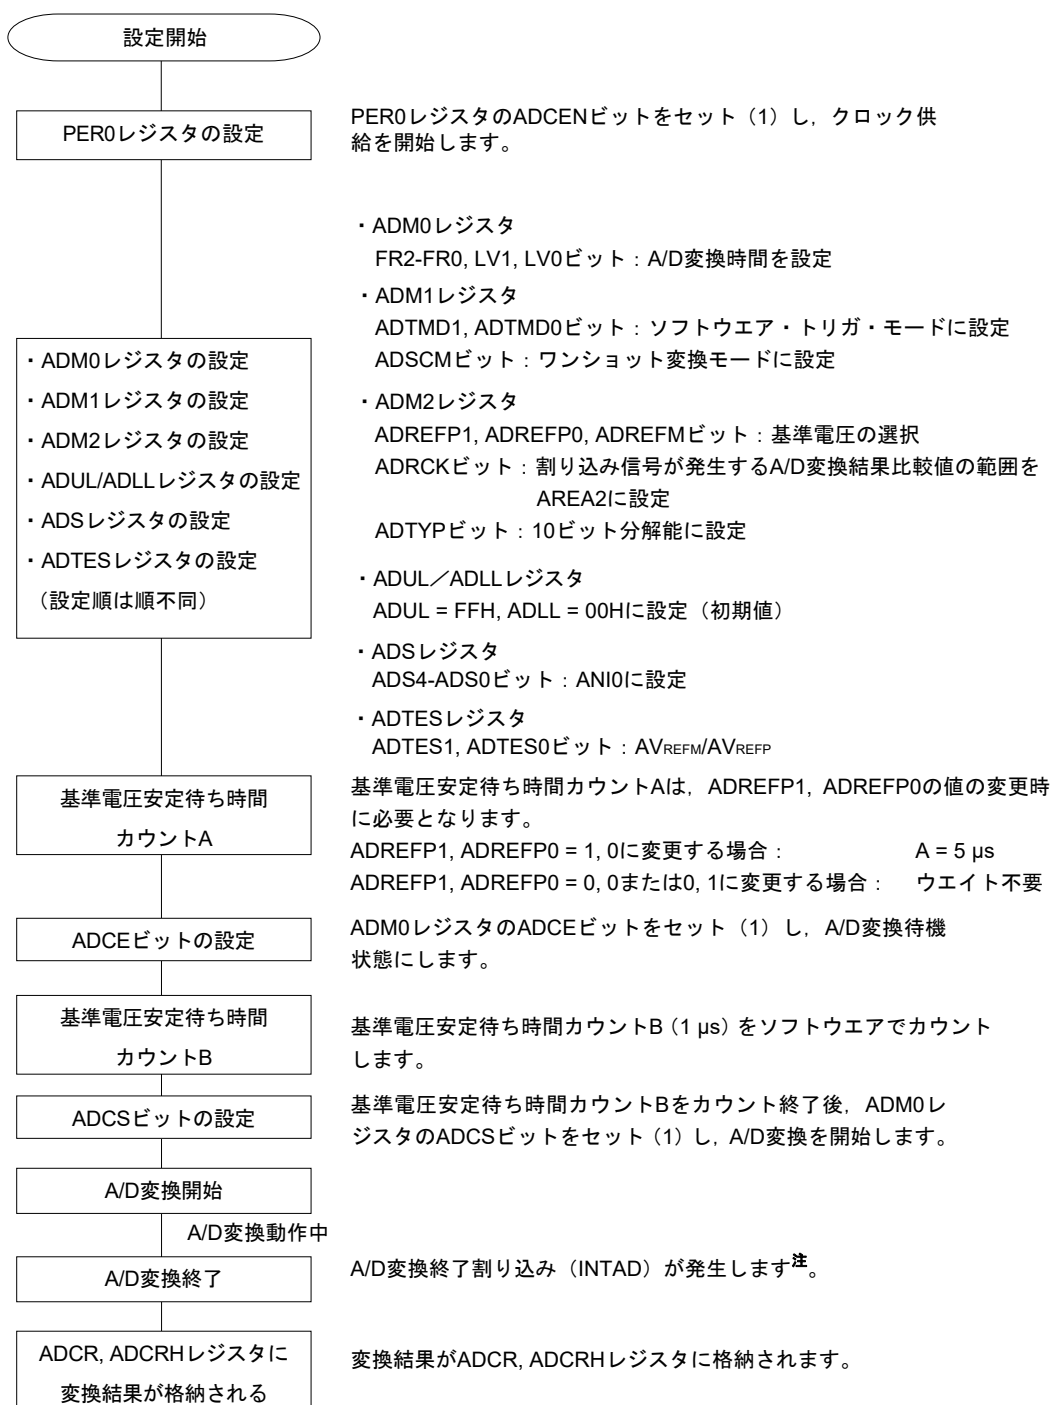 設定開始
PER0レジスタの設定
PER0レジスタのADCENビットをセット（1）し，クロック供
給を開始します。
・ADM0レジスタの設定
・ADM1レジスタの設定
・ADM2レジスタの設定
・ADUL/ADLLレジスタの設定
・ADSレジスタの設定
・ADTESレジスタの設定
（設定順は順不同）
・ADM0レジスタ
FR2-FR0, LV1, LV0ビット：A/D変換時間を設定
・ADM1レジスタ
ADTMD1, ADTMD0ビット：ソフトウエア・トリガ・モードに設定
ADSCMビット：ワンショット変換モードに設定
・ADM2レジスタ
ADREFP1, ADREFP0, ADREFMビット：基準電圧の選択
ADRCKビット：割り込み信号が発生するA/D変換結果比較値の範囲を
AREA2に設定
ADTYPビット：10ビット分解能に設定
・ADUL／ADLLレジスタ
ADUL = FFH, ADLL = 00Hに設定（初期値）
・ADSレジスタ
ADS4-ADS0ビット：ANI0に設定
・ADTESレジスタ
ADTES1, ADTES0ビット：AVREFM/AVREFP
基準電圧安定待ち時間
カウントA
基準電圧安定待ち時間カウントAは，ADREFP1, ADREFP0の値の変更時
に必要となります。
ADREFP1, ADREFP0 = 1, 0に変更する場合： A = 5 µs
ADREFP1, ADREFP0 = 0, 0または0, 1に変更する場合： ウエイト不要
ADCEビットの設定
ADM0レジスタのADCEビットをセット（1）し，A/D変換待機
状態にします。
基準電圧安定待ち時間
カウントB
基準電圧安定待ち時間カウントB（1 µs）をソフトウエアでカウント
します。
ADCSビットの設定
基準電圧安定待ち時間カウントBをカウント終了後，ADM0レ
ジスタのADCSビットをセット（1）し，A/D変換を開始します。
A/D変換開始
A/D変換動作中
A/D変換終了
A/D変換終了割り込み（INTAD）が発生します注。
ADCR, ADCRHレジスタに
変換結果が格納される
変換結果がADCR, ADCRHレジスタに格納されます。